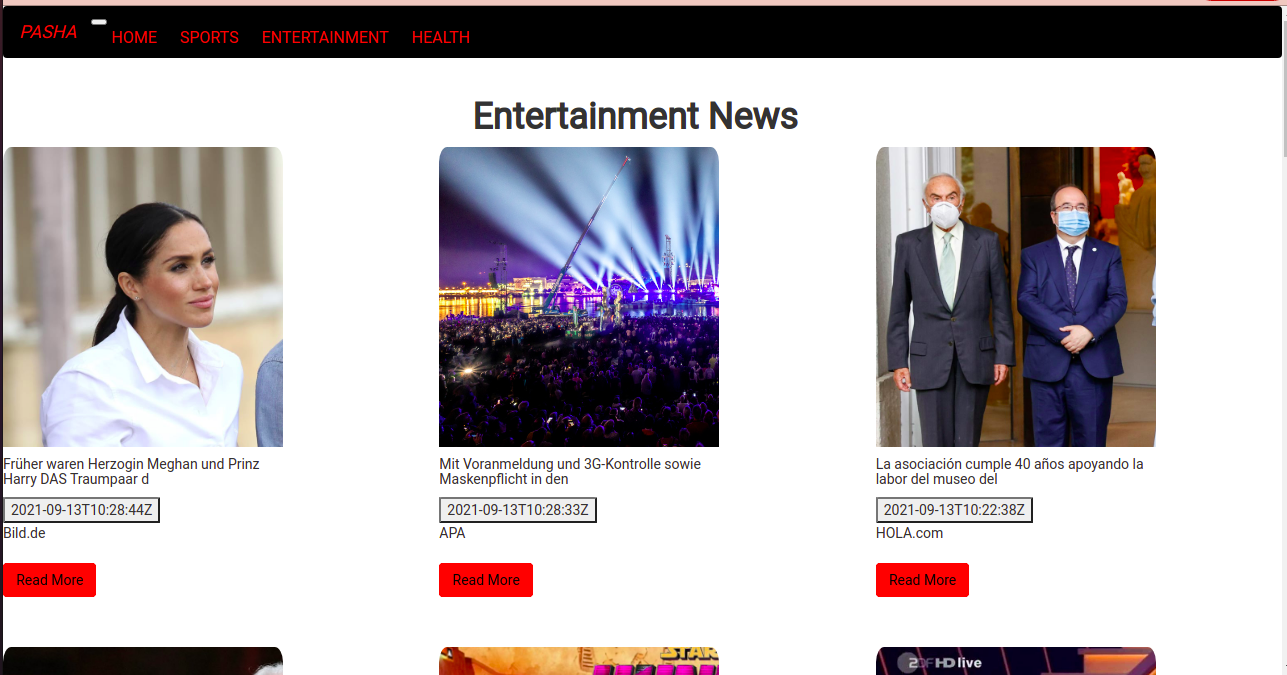 PASHA
HOME SPORTS ENTERTAINMENT HEALTH
Entertainment News
Früher waren Herzogin Meghan und Prinz
Harry DAS Traumpaar d
2021-09-13T10:28:44Z
Bild.de
Read More
Mit Voranmeldung und 3G-Kontrolle sowie
Maskenpflicht in den
2021-09-13T10:28:33Z
APA
Read More
La asociación cumple 40 años apoyando la
labor del museo del
2021-09-13T10:22:38Z
HOLA.com
Read More
STAR
ZDF HD live